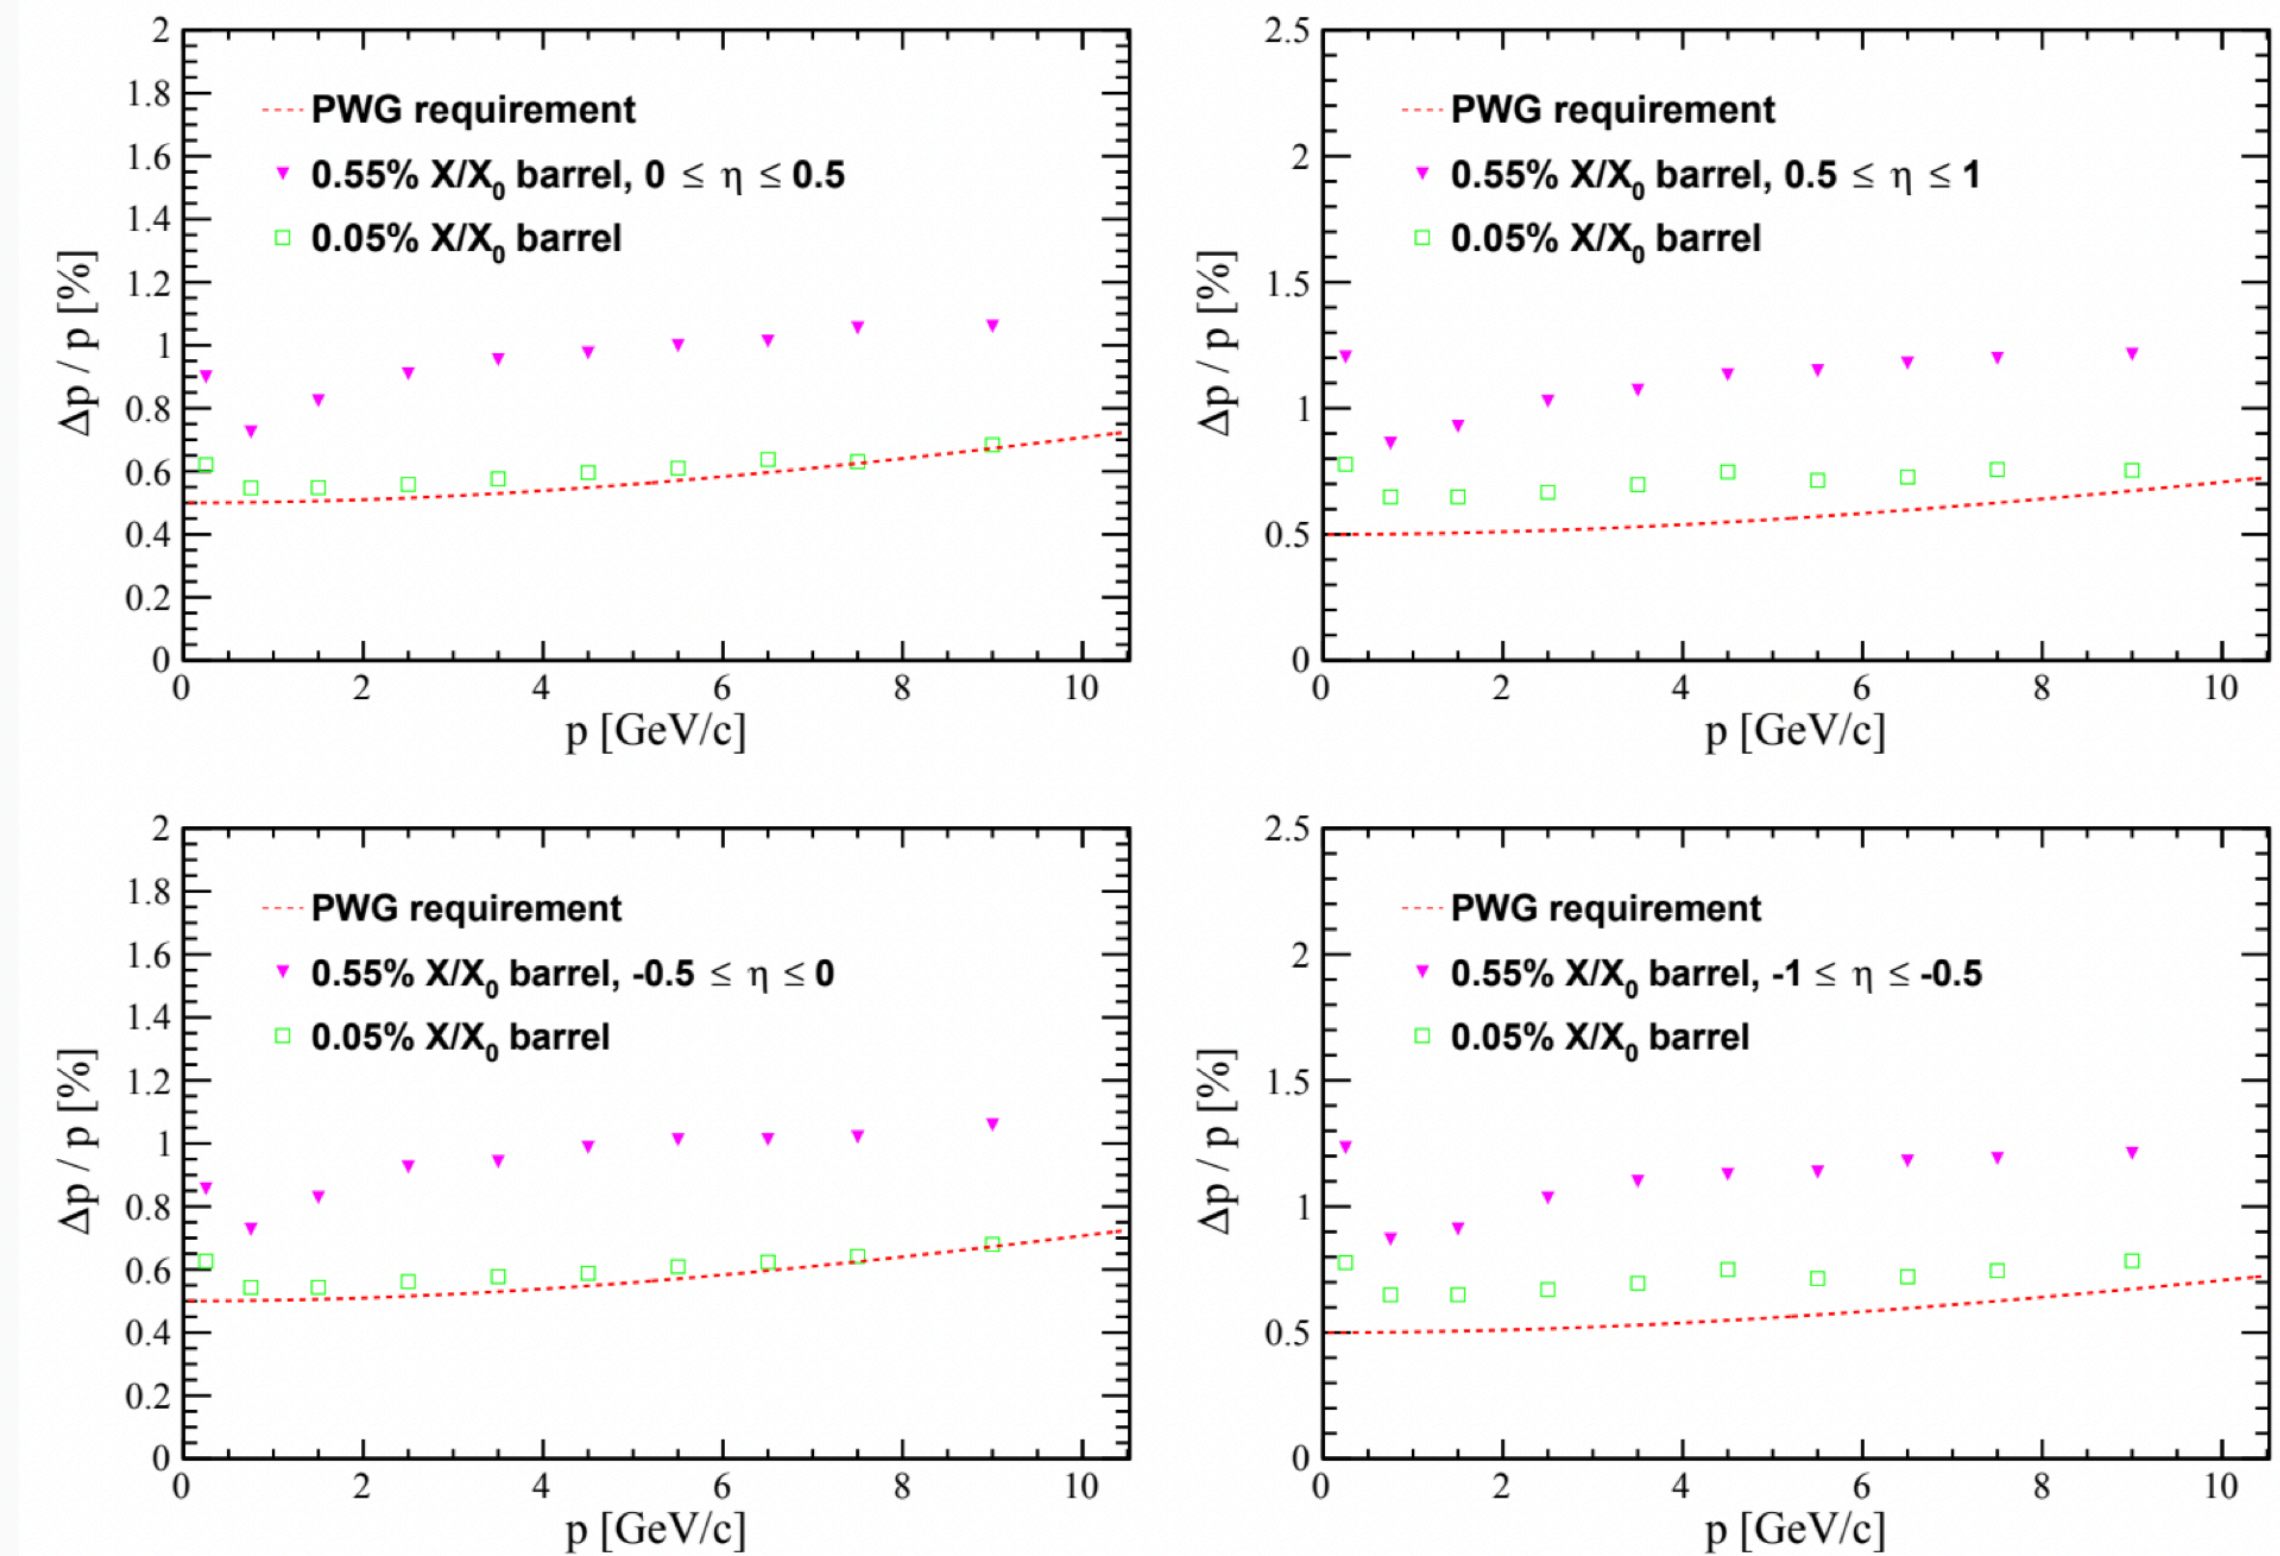 2
1.8
1.6
1.4
1.2
1
0.8
0.6
0.4
0.2
0
Δp / p [%]
PWG requirement
0.55% X/X₀ barrel, 0 ≤ η ≤ 0.5
0.05% X/X₀ barrel
0 2 4 6 8 10
p [GeV/c]
2.5
2
1.5
1
0.5
0
Δp / p [%]
PWG requirement
0.55% X/X₀ barrel, 0.5 ≤ η ≤ 1
0.05% X/X₀ barrel
0 2 4 6 8 10
p [GeV/c]
2
1.8
1.6
1.4
1.2
1
0.8
0.6
0.4
0.2
0
Δp / p [%]
PWG requirement
0.55% X/X₀ barrel, -0.5 ≤ η ≤ 0
0.05% X/X₀ barrel
0 2 4 6 8 10
p [GeV/c]
2.5
2
1.5
1
0.5
0
Δp / p [%]
PWG requirement
0.55% X/X₀ barrel, -1 ≤ η ≤ -0.5
0.05% X/X₀ barrel
0 2 4 6 8 10
p [GeV/c]